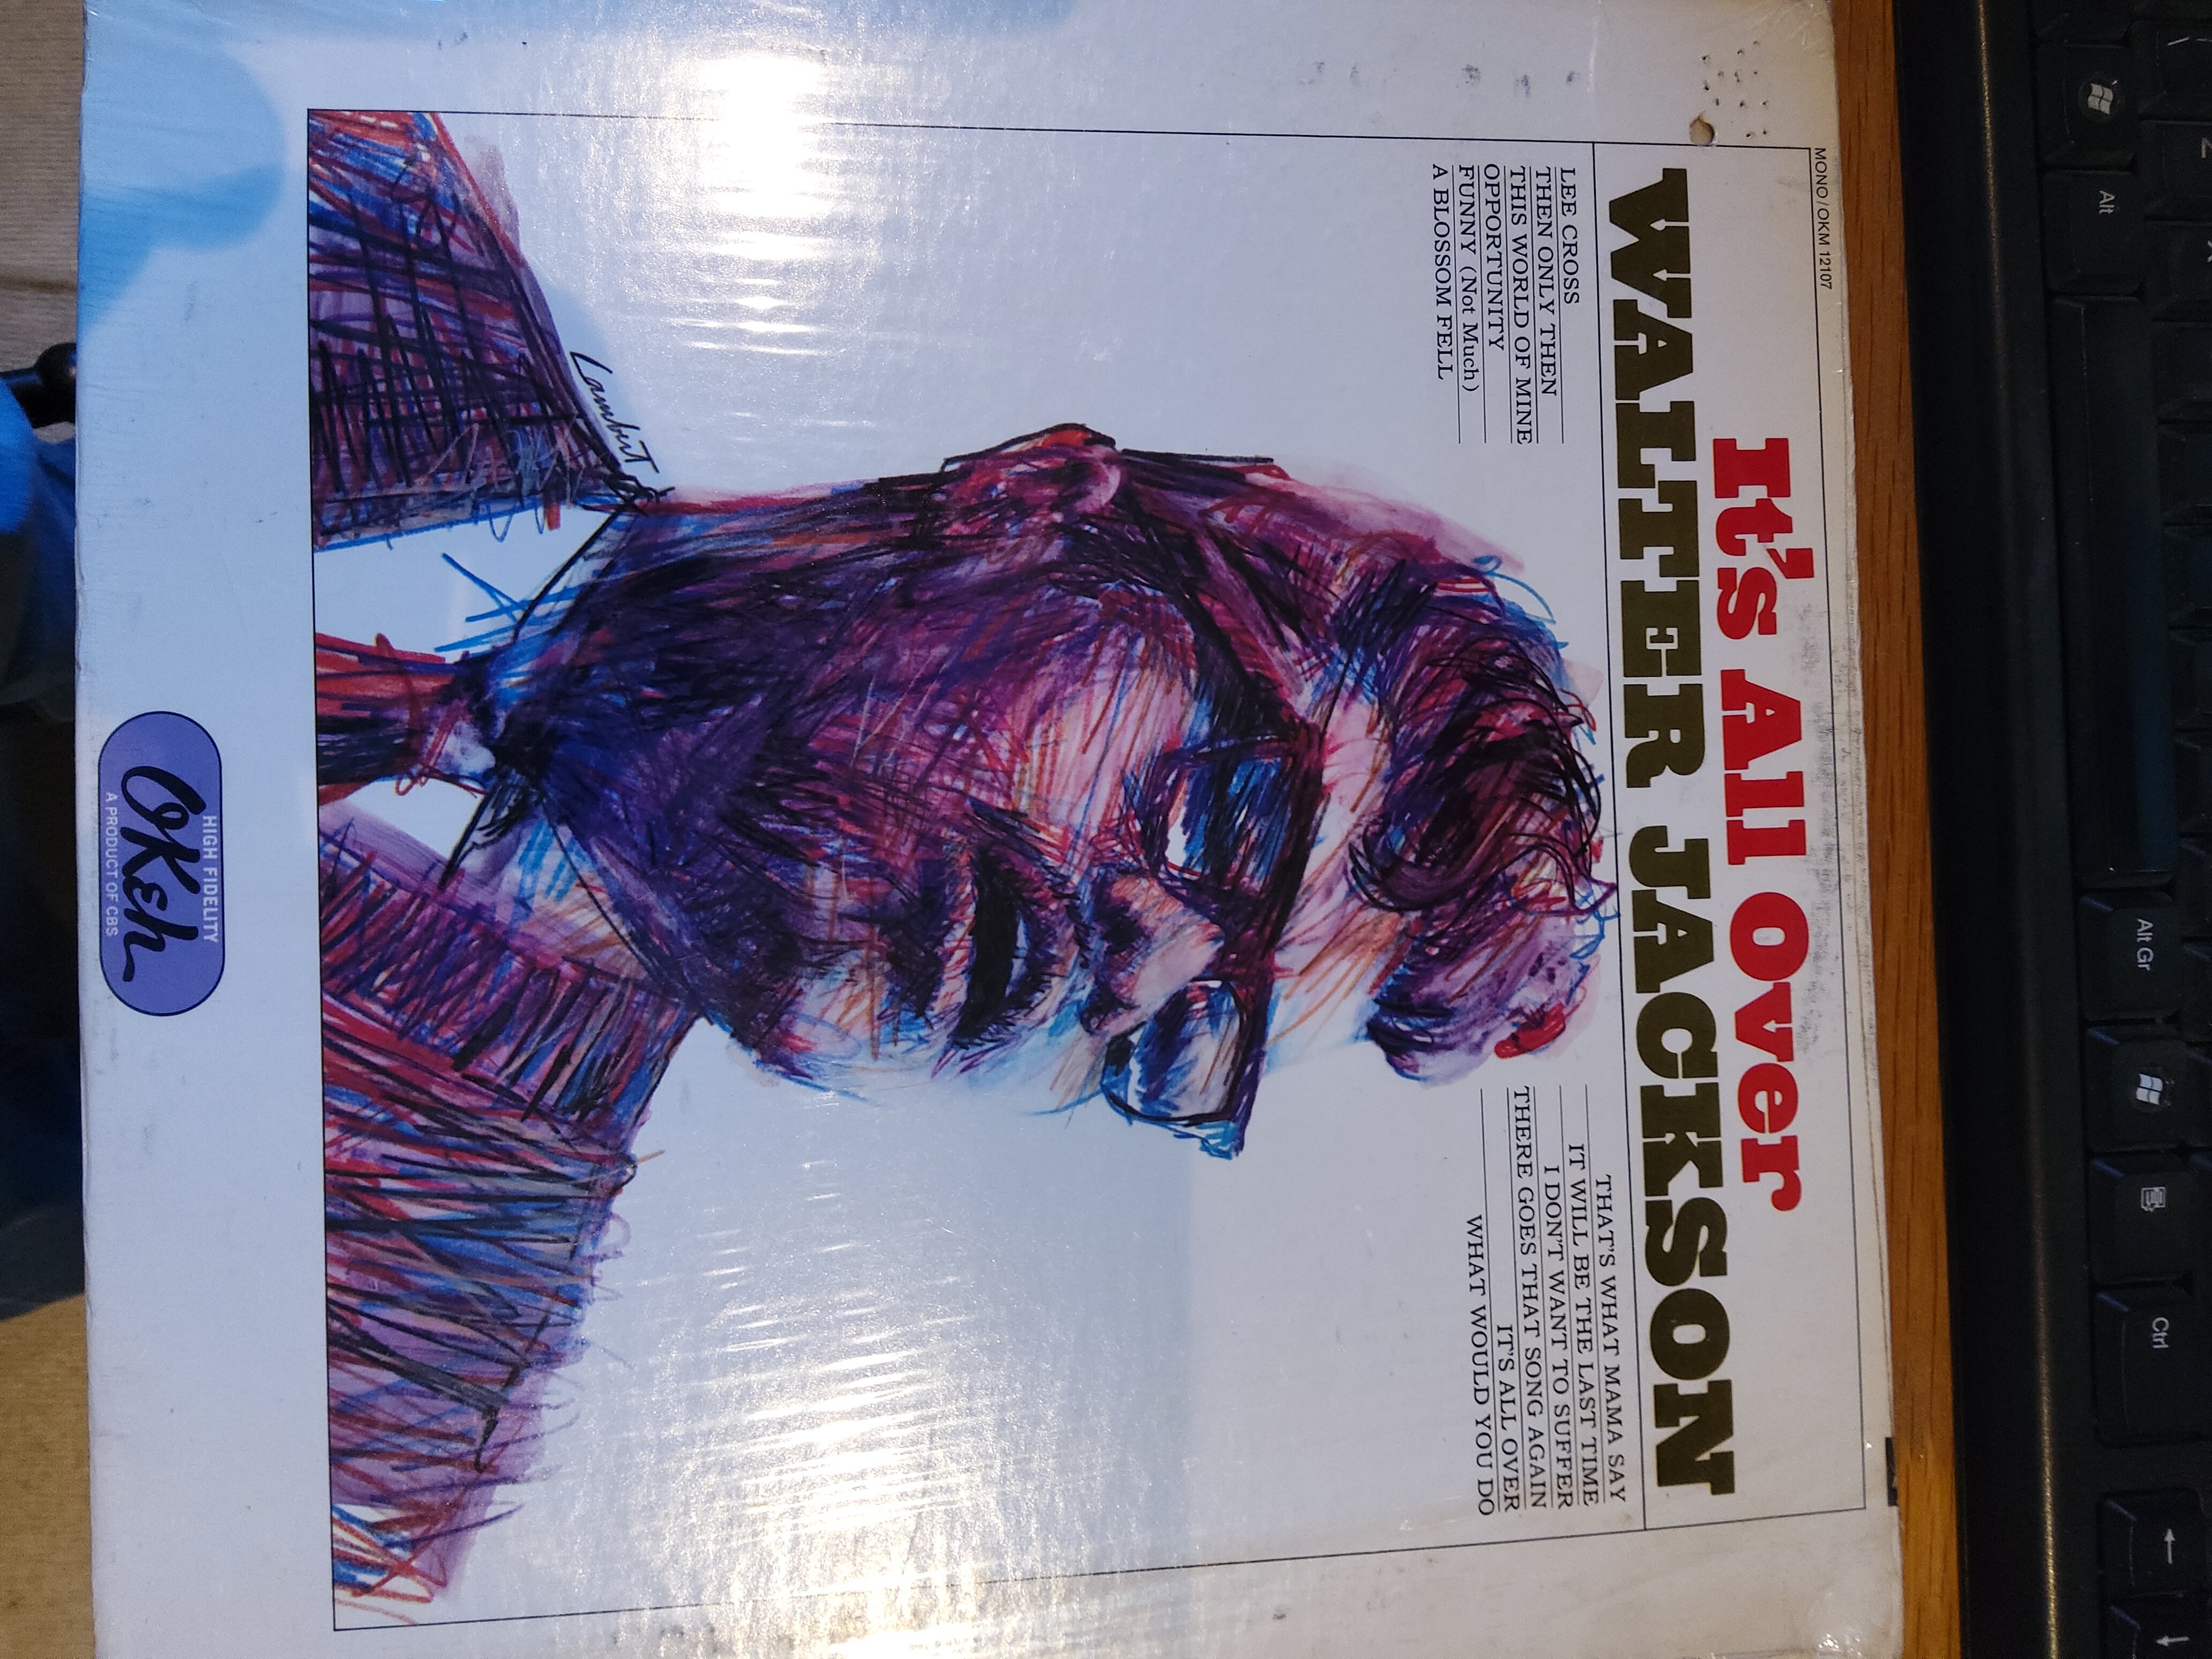 MONO/OKM 12107
It's All Over
WALTER JACKSON
LEE CROSS
THEN ONLY THEN
THIS WORLD OF MINE
OPPORTUNITY
FUNNY (Not Much)
A BLOSSOM FELL
THAT'S WHAT MAMA SAY
IT WILL BE THE LAST TIME
I DON'T WANT TO SUFFER
THERE GOES THAT SONG AGAIN
IT'S ALL OVER
WHAT WOULD YOU DO
Lambert
HIGH FIDELITY
OKeh
A PRODUCT OF CBS
Alt
Alt Gr
Ctrl